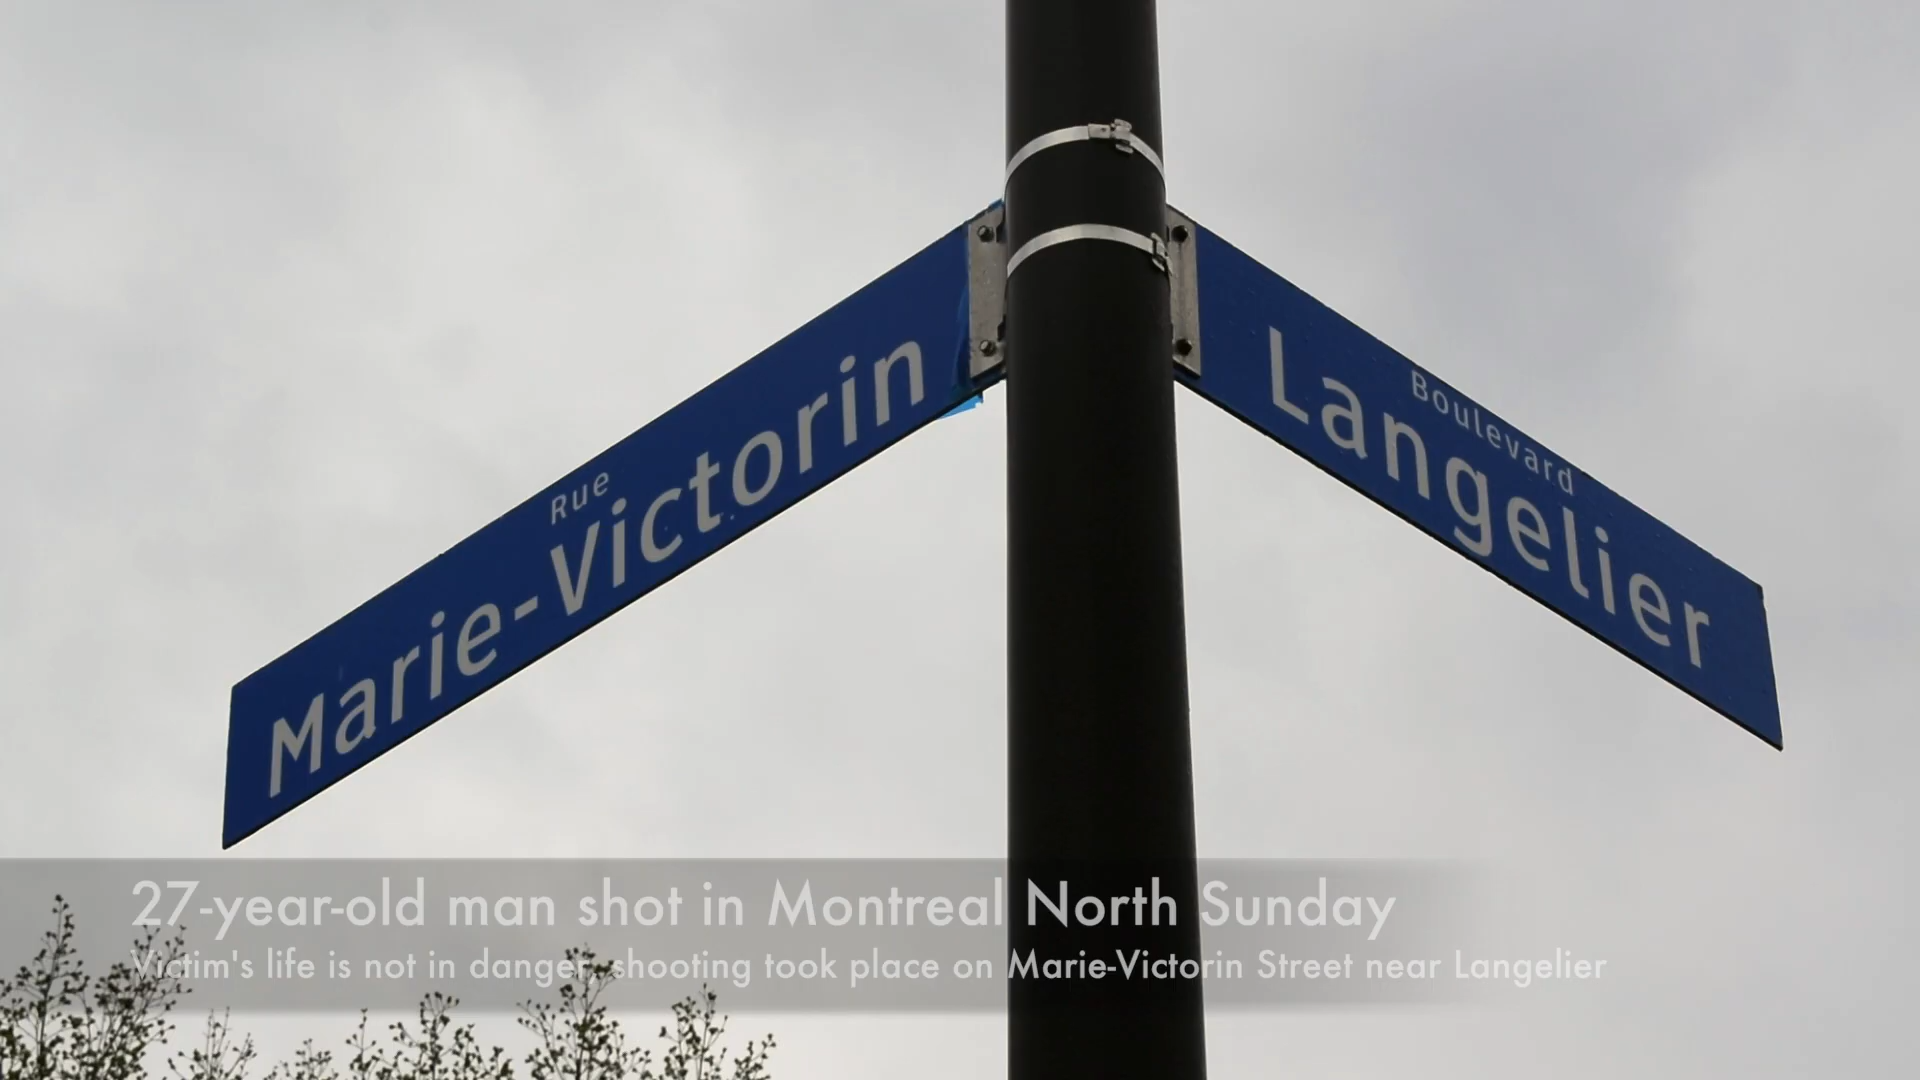 Rue
Marie-Victorin
Boulevard
Langelier
27-year-old man shot in Montreal North Sunday
Victim's life is not in danger, shooting took place on Marie-Victorin Street near Langelier